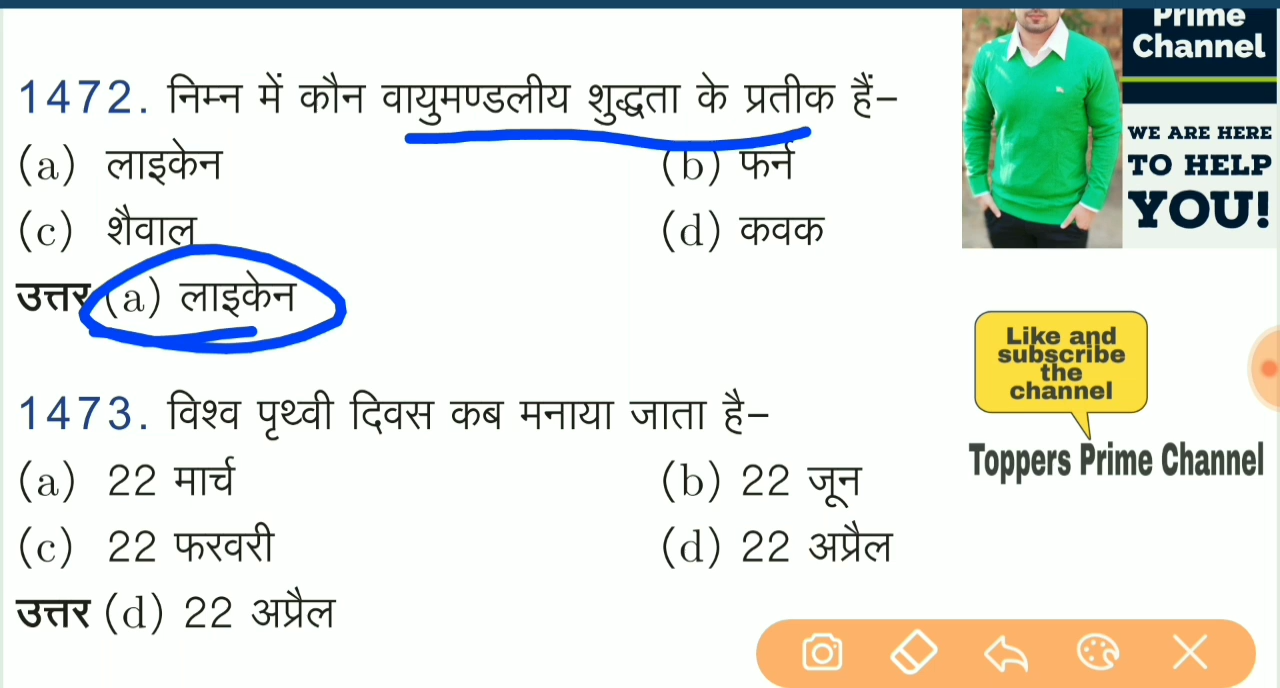 1472. निम्न में कौन वायुमण्डलीय शुद्धता के प्रतीक हैं–
(a) लाइकेन (b) फर्न
(c) शैवाल (d) कवक
उत्तर (a) लाइकेन
1473. विश्व पृथ्वी दिवस कब मनाया जाता है–
(a) 22 मार्च (b) 22 जून
(c) 22 फरवरी (d) 22 अप्रैल
उत्तर (d) 22 अप्रैल
Prime
Channel
WE ARE HERE
TO HELP
YOU!
Like and
subscribe
the
channel
Toppers Prime Channel